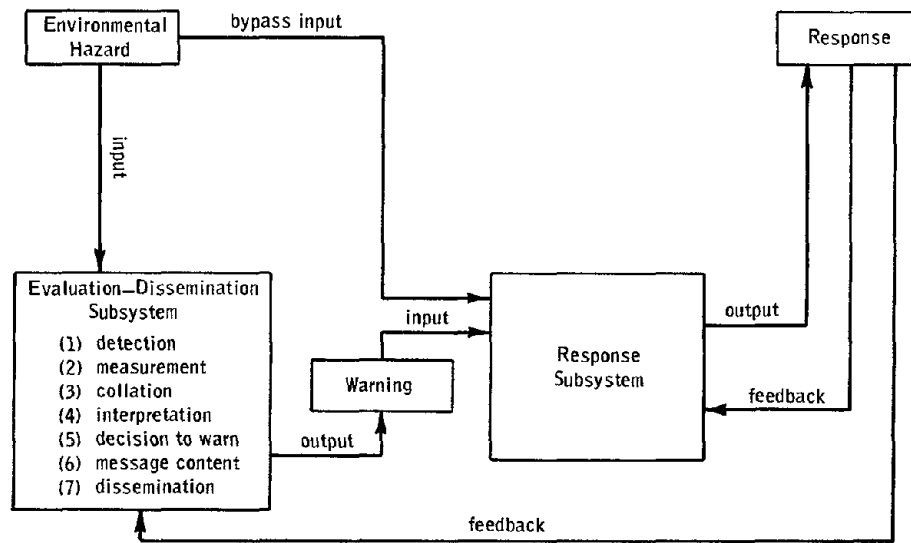 Environmental
Hazard
bypass input
Response
input
Evaluation–Dissemination
Subsystem
(1) detection
(2) measurement
(3) collation
(4) interpretation
(5) decision to warn
(6) message content
(7) dissemination
output
Warning
input
Response
Subsystem
output
feedback
feedback